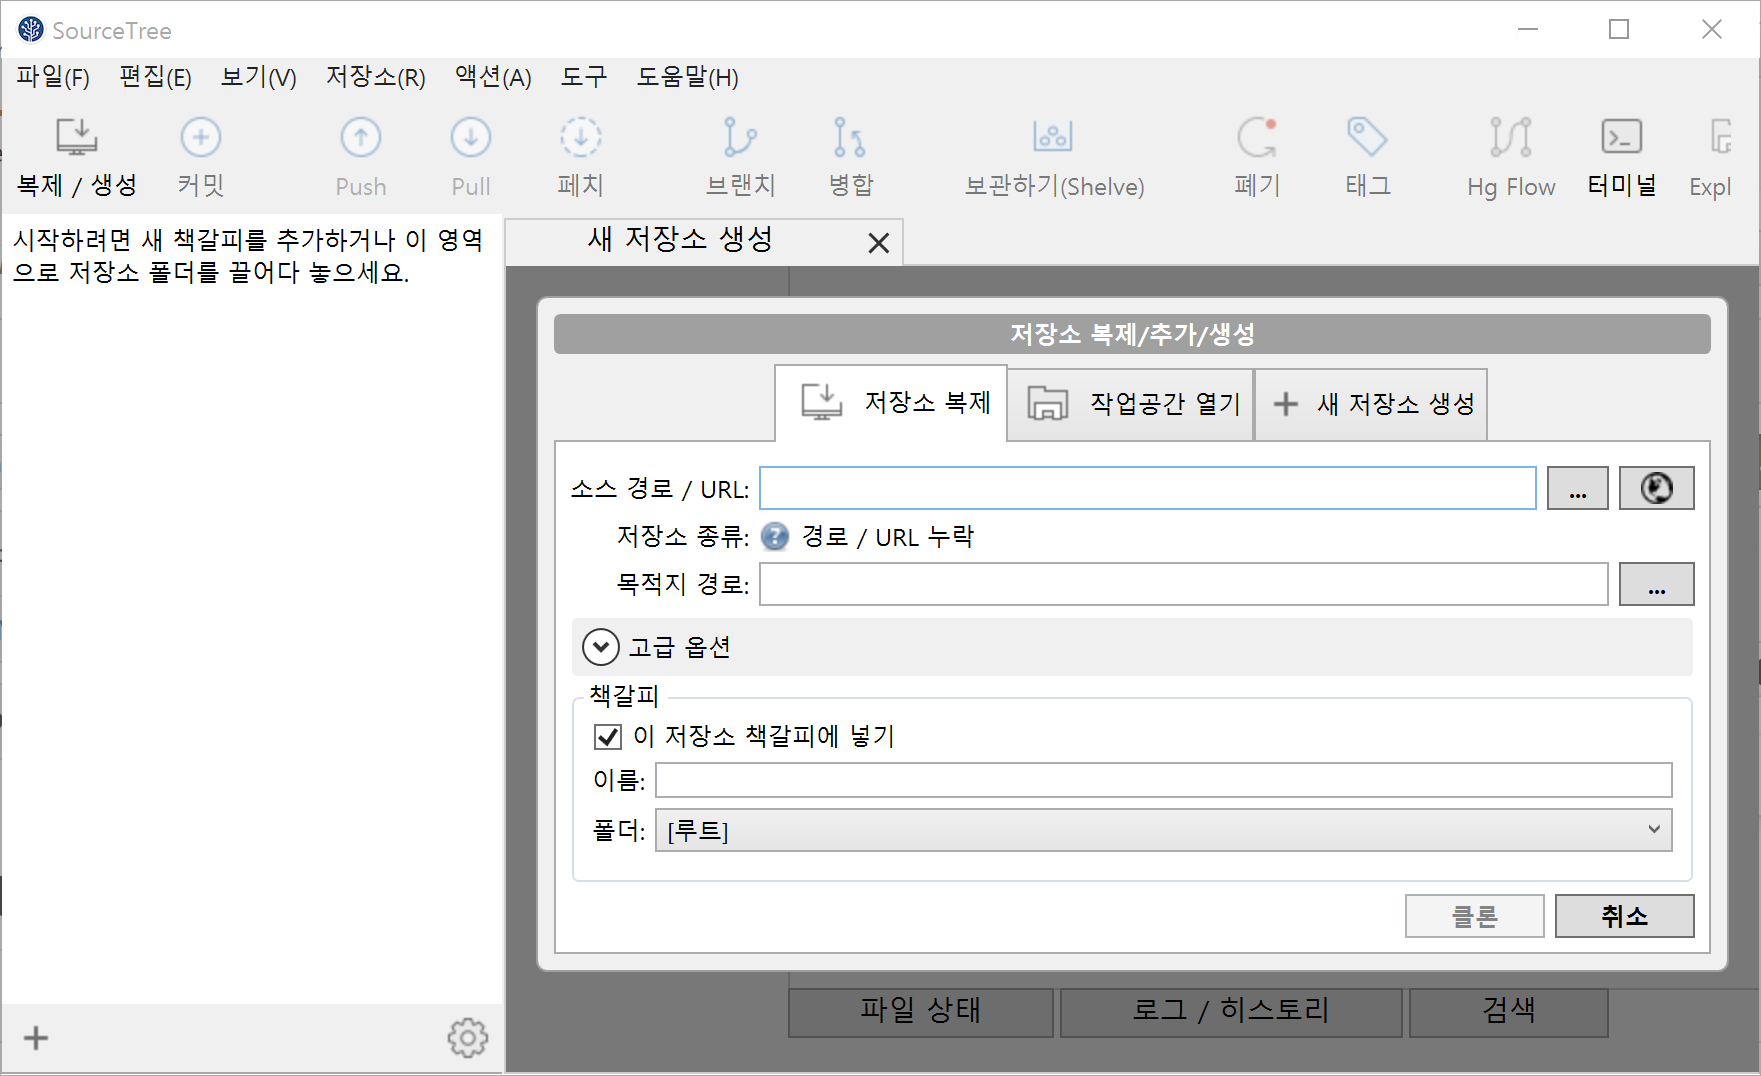 SourceTree
파일(F) 편집(E) 보기(V) 저장소(R) 액션(A) 도구 도움말(H)
복제 / 생성 커밋 Push Pull 페치 브랜치 병합 보관하기(Shelve) 폐기 태그 Hg Flow 터미널 Expl
시작하려면 새 책갈피를 추가하거나 이 영역
으로 저장소 폴더를 끌어다 놓으세요.
새 저장소 생성
저장소 복제/추가/생성
저장소 복제 작업공간 열기 새 저장소 생성
소스 경로 / URL: ...
저장소 종류: ? 경로 / URL 누락
목적지 경로: ...
고급 옵션
책갈피
이 저장소 책갈피에 넣기
이름:
폴더: [루트]
클론 취소
파일 상태 로그 / 히스토리 검색